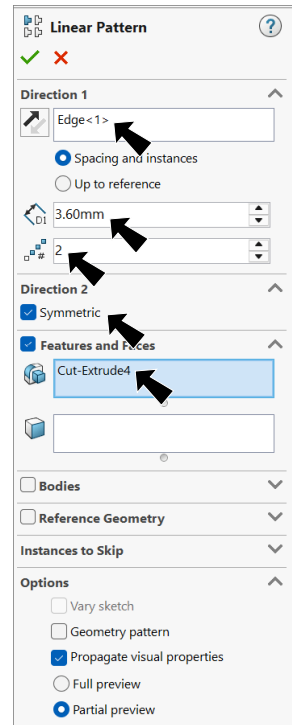 Linear Pattern
?
Direction 1
Edge<1>
Spacing and instances
Up to reference
D1 3.60mm
# 2
Direction 2
Symmetric
Features and Faces
Cut-Extrude4
Bodies
Reference Geometry
Instances to Skip
Options
Vary sketch
Geometry pattern
Propagate visual properties
Full preview
Partial preview